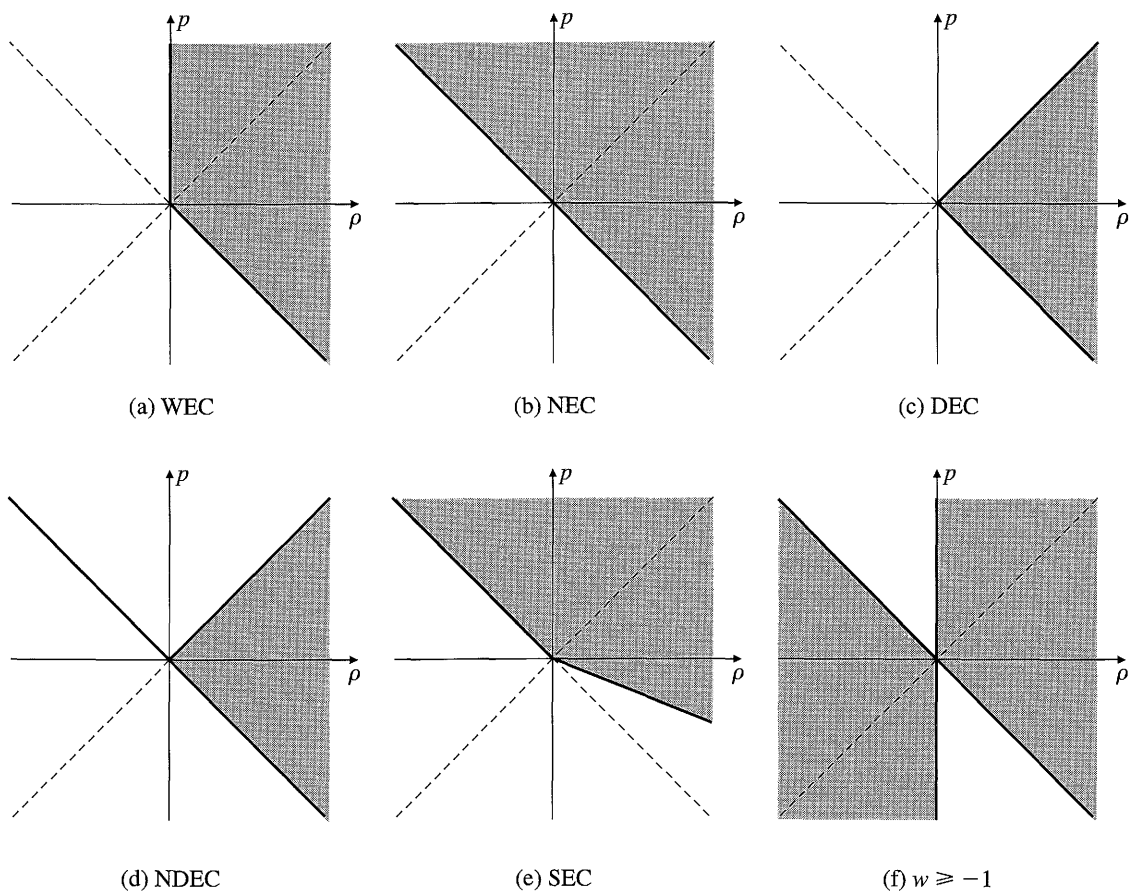 p
ρ
(a) WEC
p
ρ
(b) NEC
p
ρ
(c) DEC
p
ρ
(d) NDEC
p
ρ
(e) SEC
p
ρ
(f) w ⩾ −1